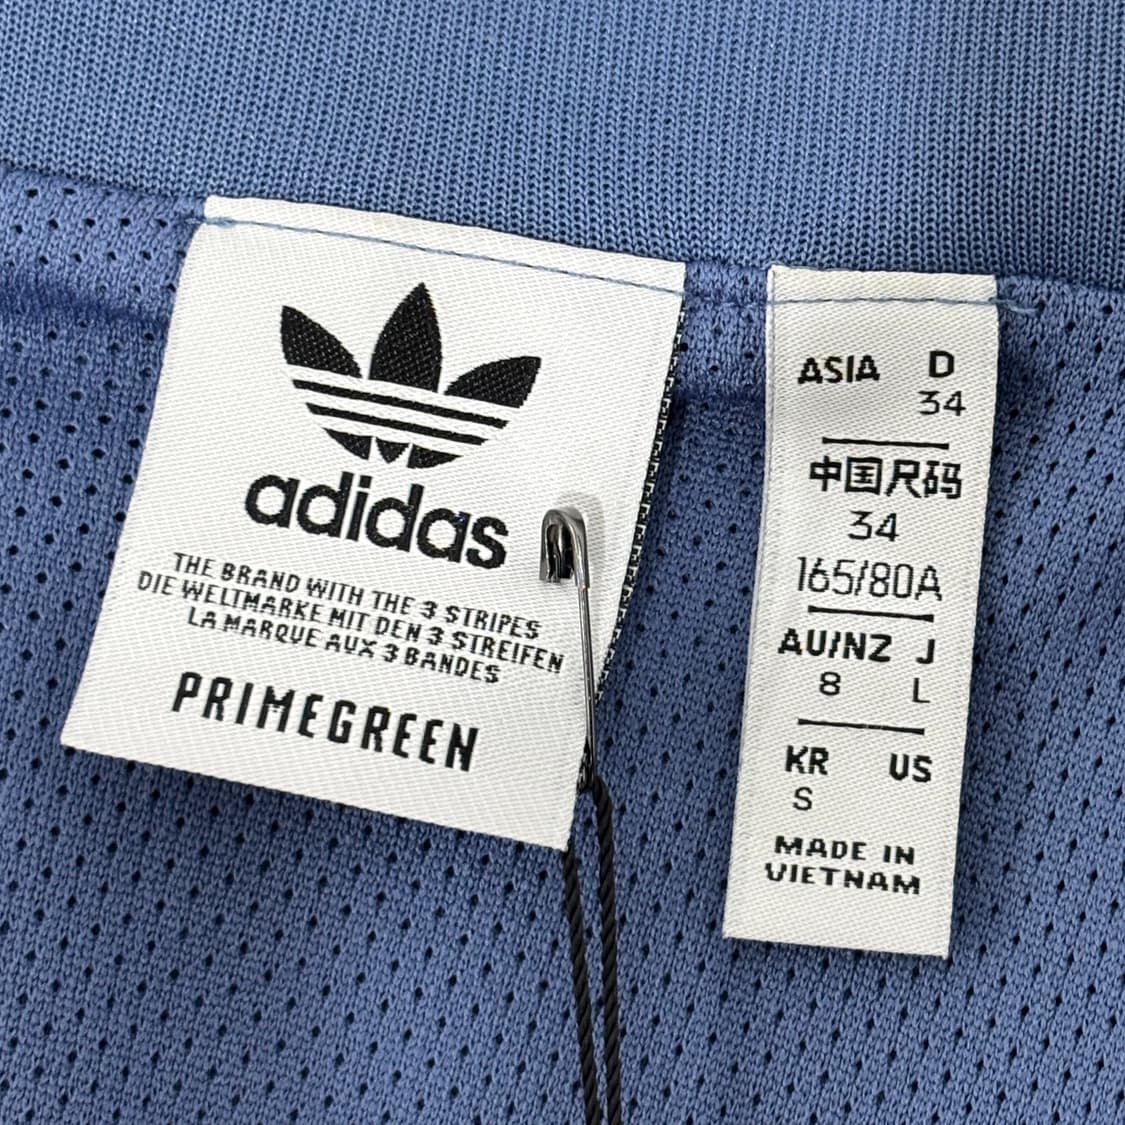 adidas
THE BRAND WITH THE 3 STRIPES
DIE WELTMARKE MIT DEN 3 STREIFEN
LA MARQUE AUX 3 BANDES
PRIMEGREEN
ASIA D
34
中国尺码
34
165/80A
AU/NZ J
8 L
KR US
S
MADE IN
VIETNAM